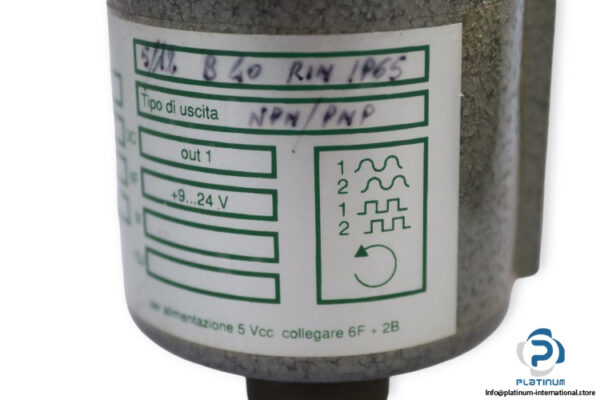 B 40 RIN IP65
Tipo di uscita NPN/PNP
out 1
+9...24 V
1
2
1
2
per alimentazione 5 Vcc collegare 6F + 2B
PLATINUM
https://platinum-international.store